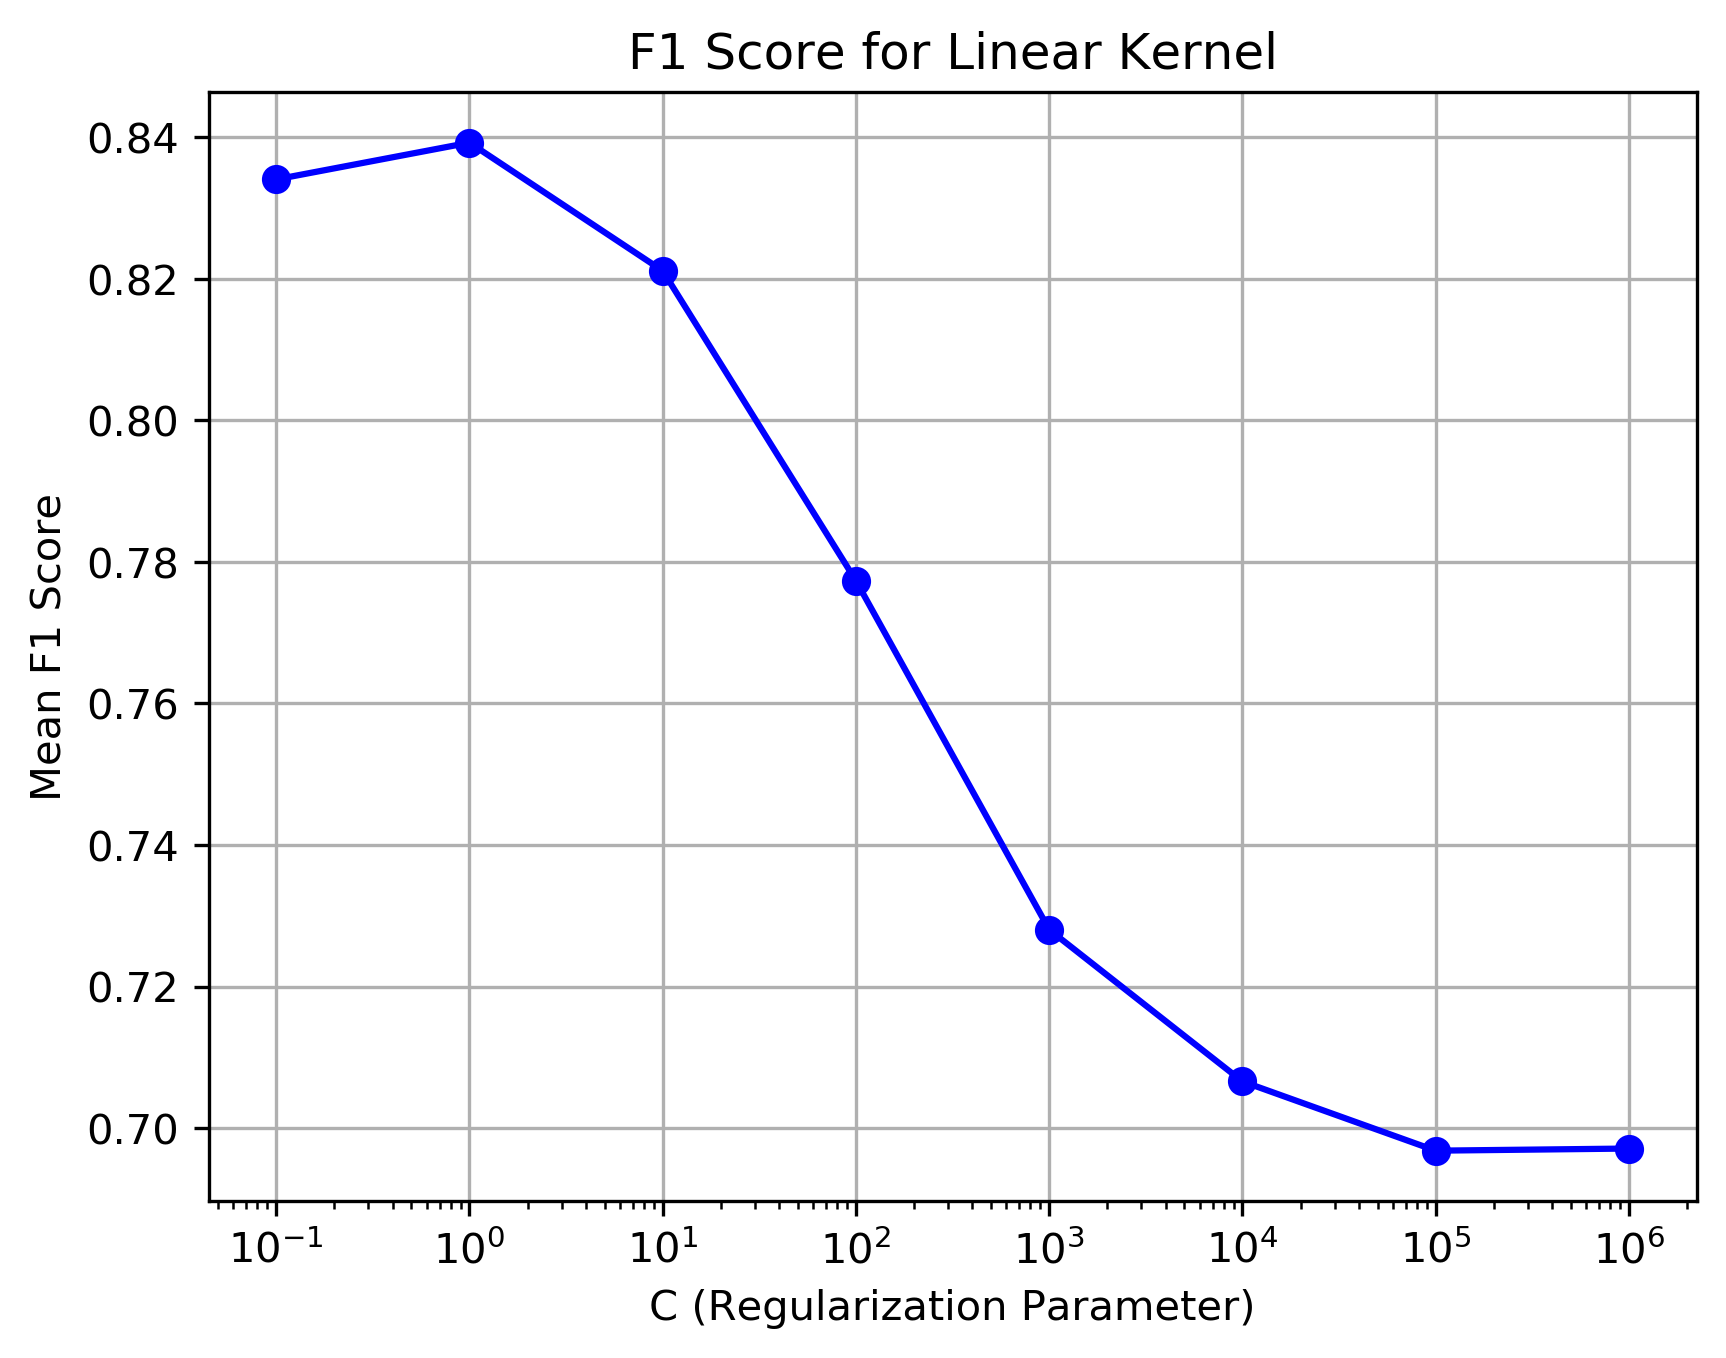 F1 Score for Linear Kernel
Mean F1 Score
0.84
0.82
0.80
0.78
0.76
0.74
0.72
0.70
10⁻¹ 10⁰ 10¹ 10² 10³ 10⁴ 10⁵ 10⁶
C (Regularization Parameter)